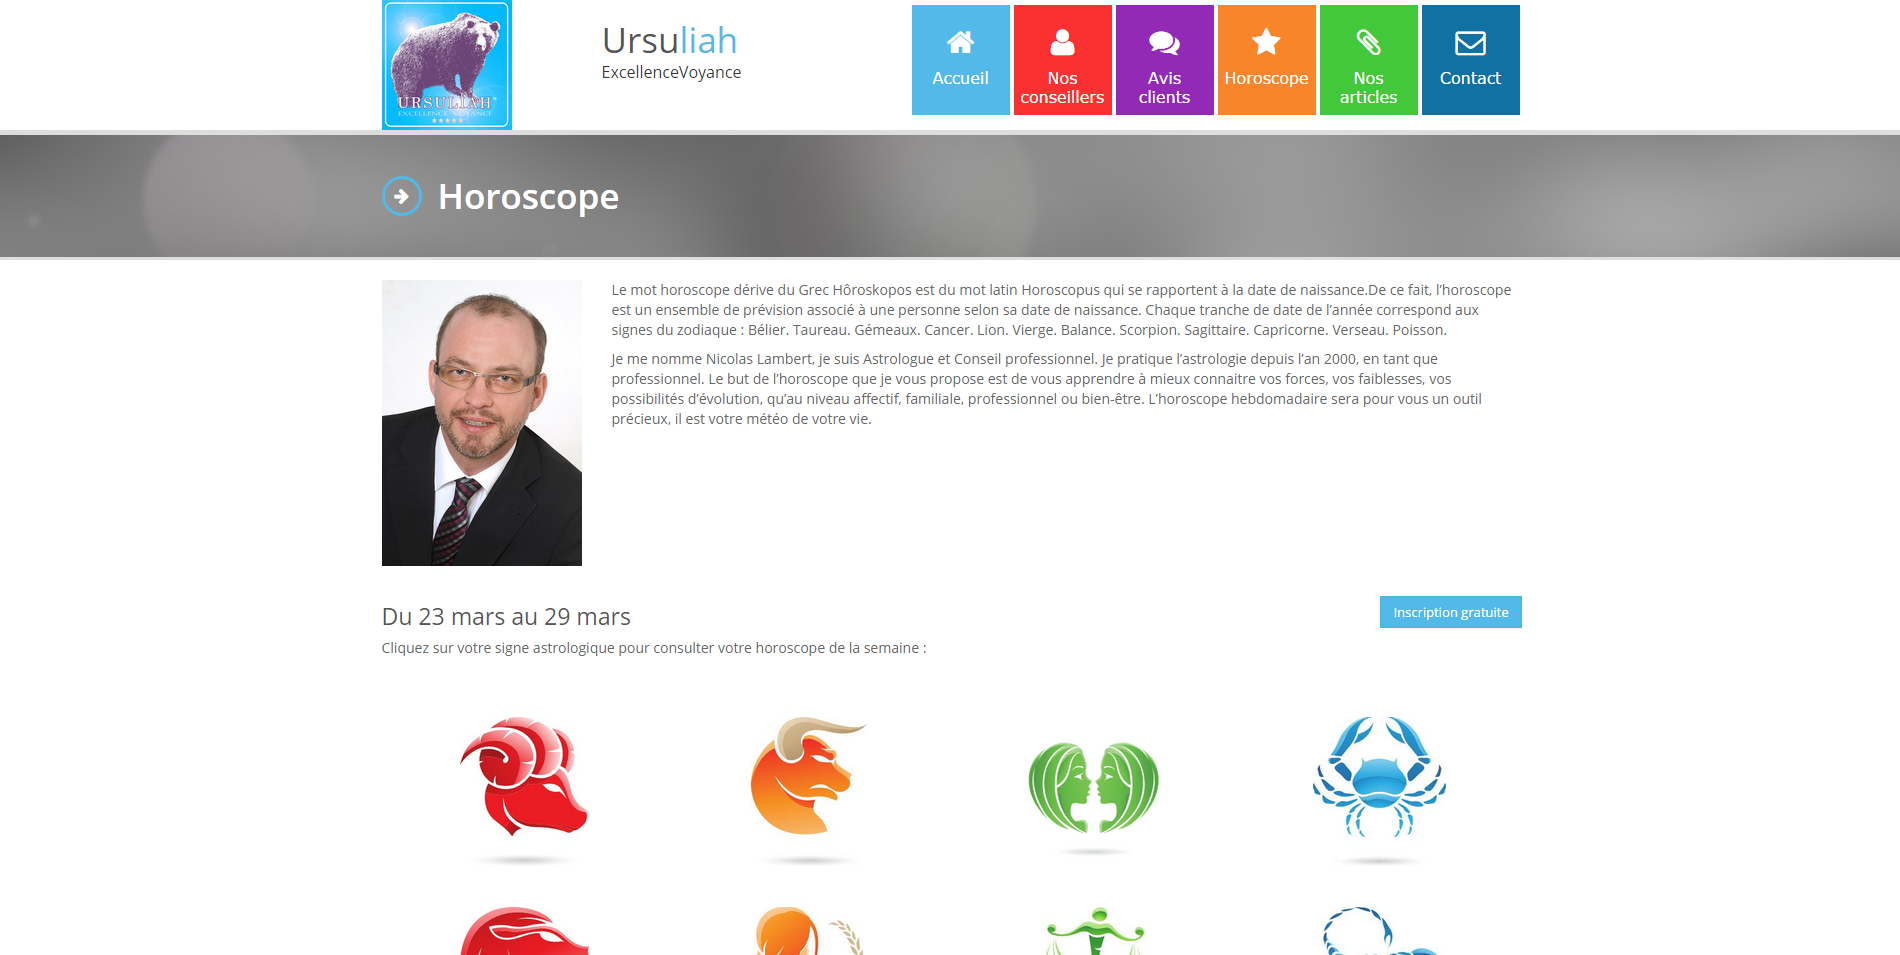 URSULIAH
EXCELLENCE VOYANCE
Ursuliah
ExcellenceVoyance
Accueil
Nos
conseillers
Avis
clients
Horoscope
Nos
articles
Contact
Horoscope
Le mot horoscope dérive du Grec Hôroskopos est du mot latin Horoscopus qui se rapportent à la date de naissance.De ce fait, l’horoscope
est un ensemble de prévision associé à une personne selon sa date de naissance. Chaque tranche de date de l’année correspond aux
signes du zodiaque : Bélier. Taureau. Gémeaux. Cancer. Lion. Vierge. Balance. Scorpion. Sagittaire. Capricorne. Verseau. Poisson.
Je me nomme Nicolas Lambert, je suis Astrologue et Conseil professionnel. Je pratique l’astrologie depuis l’an 2000, en tant que
professionnel. Le but de l’horoscope que je vous propose est de vous apprendre à mieux connaitre vos forces, vos faiblesses, vos
possibilités d’évolution, qu’au niveau affectif, familiale, professionnel ou bien-être. L’horoscope hebdomadaire sera pour vous un outil
précieux, il est votre météo de votre vie.
Du 23 mars au 29 mars
Inscription gratuite
Cliquez sur votre signe astrologique pour consulter votre horoscope de la semaine :